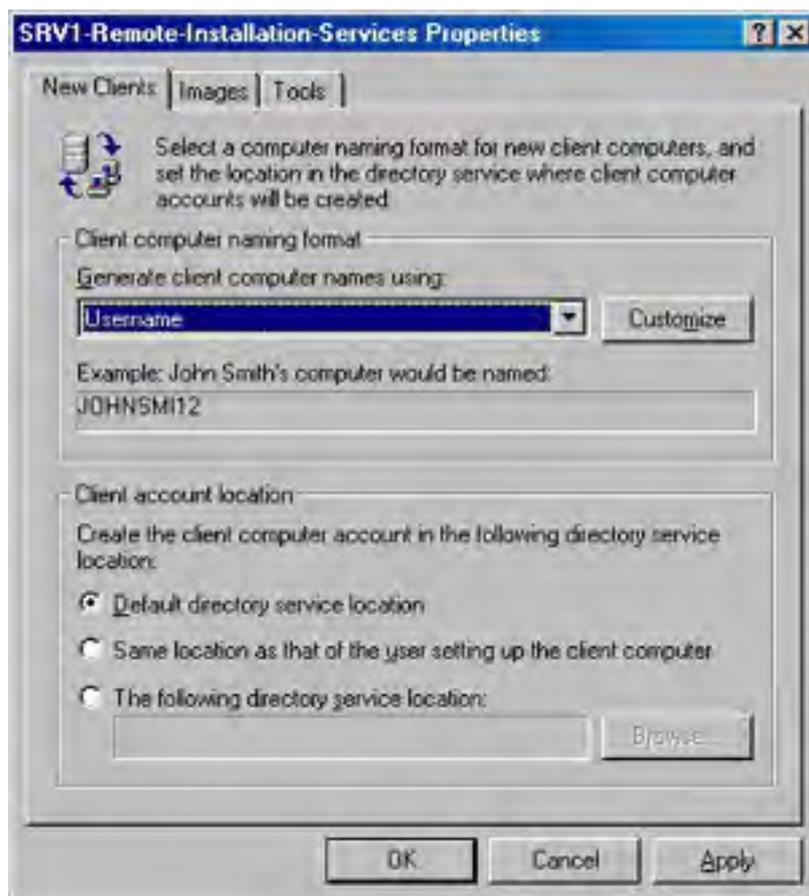 SRV1-Remote-Installation-Services Properties
New Clients
Images
Tools
Select a computer naming format for new client computers, and
set the location in the directory service where client computer
accounts will be created
Client computer naming format
Generate client computer names using:
Username
Customize
Example: John Smith's computer would be named:
JOHNSMI12
Client account location
Create the client computer account in the following directory service
location:
Default directory service location
Same location as that of the user setting up the client computer
The following directory service location:
Browse...
OK
Cancel
Apply